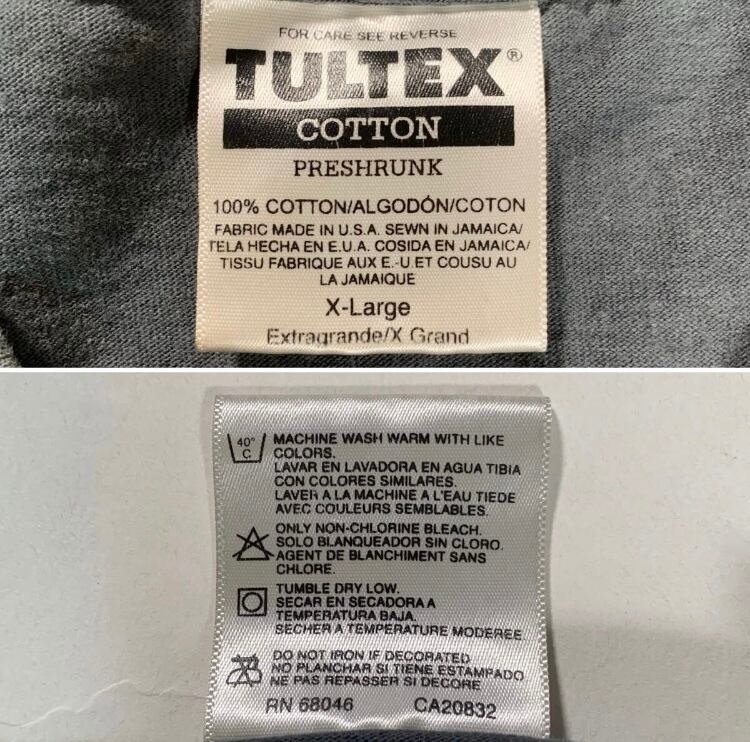 FOR CARE SEE REVERSE
TULTEX®
COTTON
PRESHRUNK
100% COTTON/ALGODÓN/COTON
FABRIC MADE IN U.S.A. SEWN IN JAMAICA/
TELA HECHA EN E.U.A. COSIDA EN JAMAICA/
TISSU FABRIQUE AUX E.-U.ET COUSU AU
LA JAMAIQUE
X-Large
Extragrande/X Grand
40°
C
MACHINE WASH WARM WITH LIKE
COLORS.
LAVAR EN LAVADORA EN AGUA TIBIA
CON COLORES SIMILARES.
LAVER A LA MACHINE A L'EAU TIEDE
AVEC COULEURS SEMBLABLES.
ONLY NON-CHLORINE BLEACH.
SOLO BLANQUEADOR SIN CLORO.
AGENT DE BLANCHIMENT SANS
CHLORE.
TUMBLE DRY LOW.
SECAR EN SECADORA A
TEMPERATURA BAJA.
SECHER A TEMPERATURE MODEREE
DO NOT IRON IF DECORATED
NO PLANCHAR SI TIENE ESTAMPADO
NE PAS REPASSER SI DECORE
RN 68046 CA20832